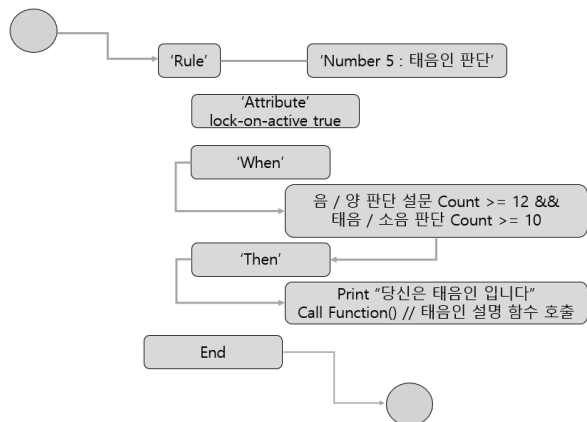 'Rule'
'Number 5 : 태음인 판단'
'Attribute'
lock-on-active true
'When'
음 / 양 판단 설문 Count >= 12 &&
태음 / 소음 판단 Count >= 10
'Then'
Print "당신은 태음인 입니다"
Call Function() // 태음인 설명 함수 호출
End